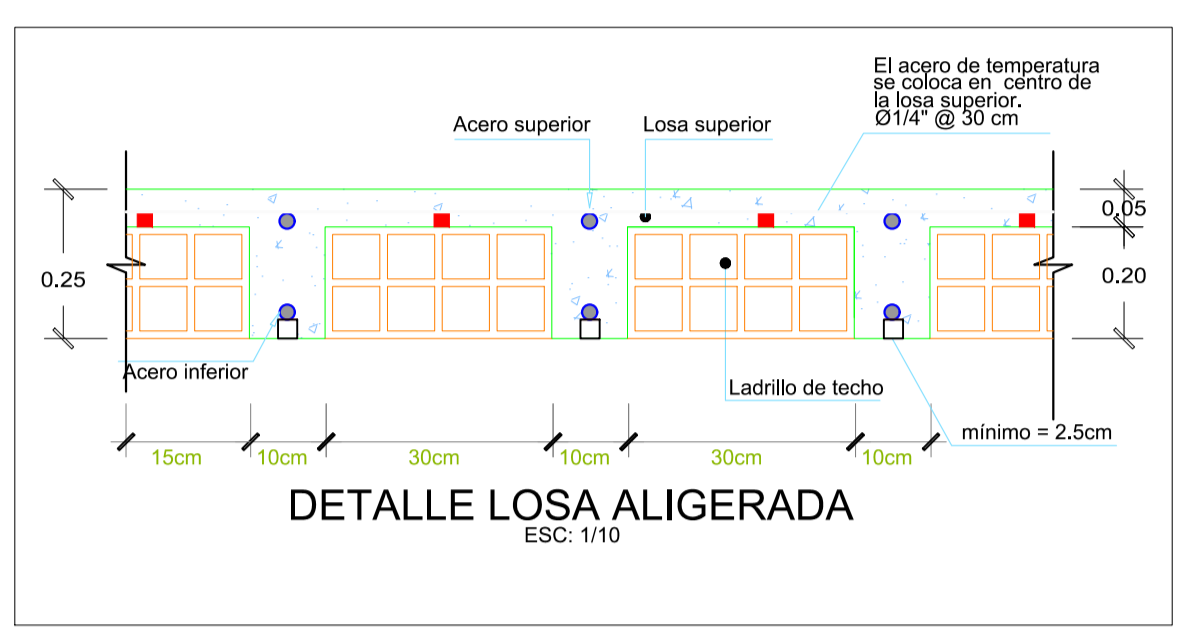 El acero de temperatura
se coloca en centro de
la losa superior.
Ø1/4" @ 30 cm
Acero superior
Losa superior
0.05
0.25
0.20
Acero inferior
Ladrillo de techo
mínimo = 2.5cm
15cm
10cm
30cm
10cm
30cm
10cm
DETALLE LOSA ALIGERADA
ESC: 1/10